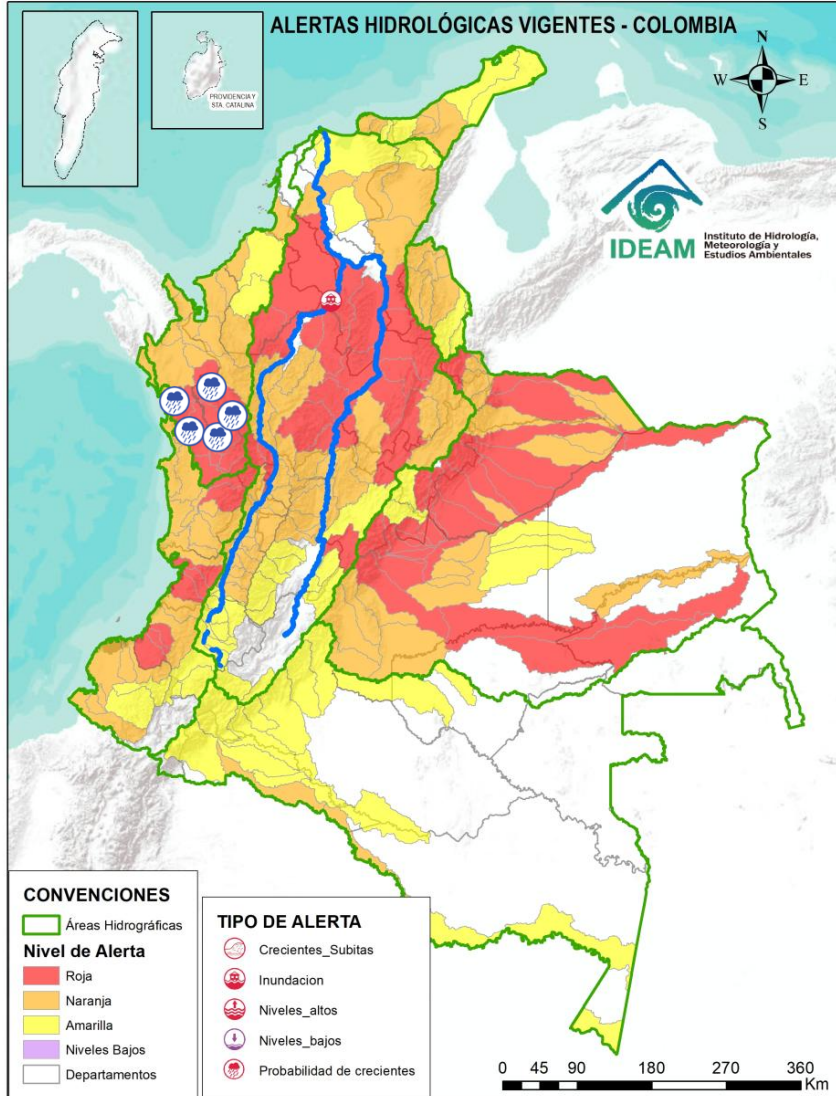 ALERTAS HIDROLÓGICAS VIGENTES - COLOMBIA
PROVIDENCIA Y
STA. CATALINA
N
W
E
S
IDEAM
Instituto de Hidrología,
Meteorología y
Estudios Ambientales
CONVENCIONES
Áreas Hidrográficas
Nivel de Alerta
Roja
Naranja
Amarilla
Niveles Bajos
Departamentos
TIPO DE ALERTA
Crecientes_Subitas
Inundacion
Niveles_altos
Niveles_bajos
Probabilidad de crecientes
0 45 90 180 270 360
Km